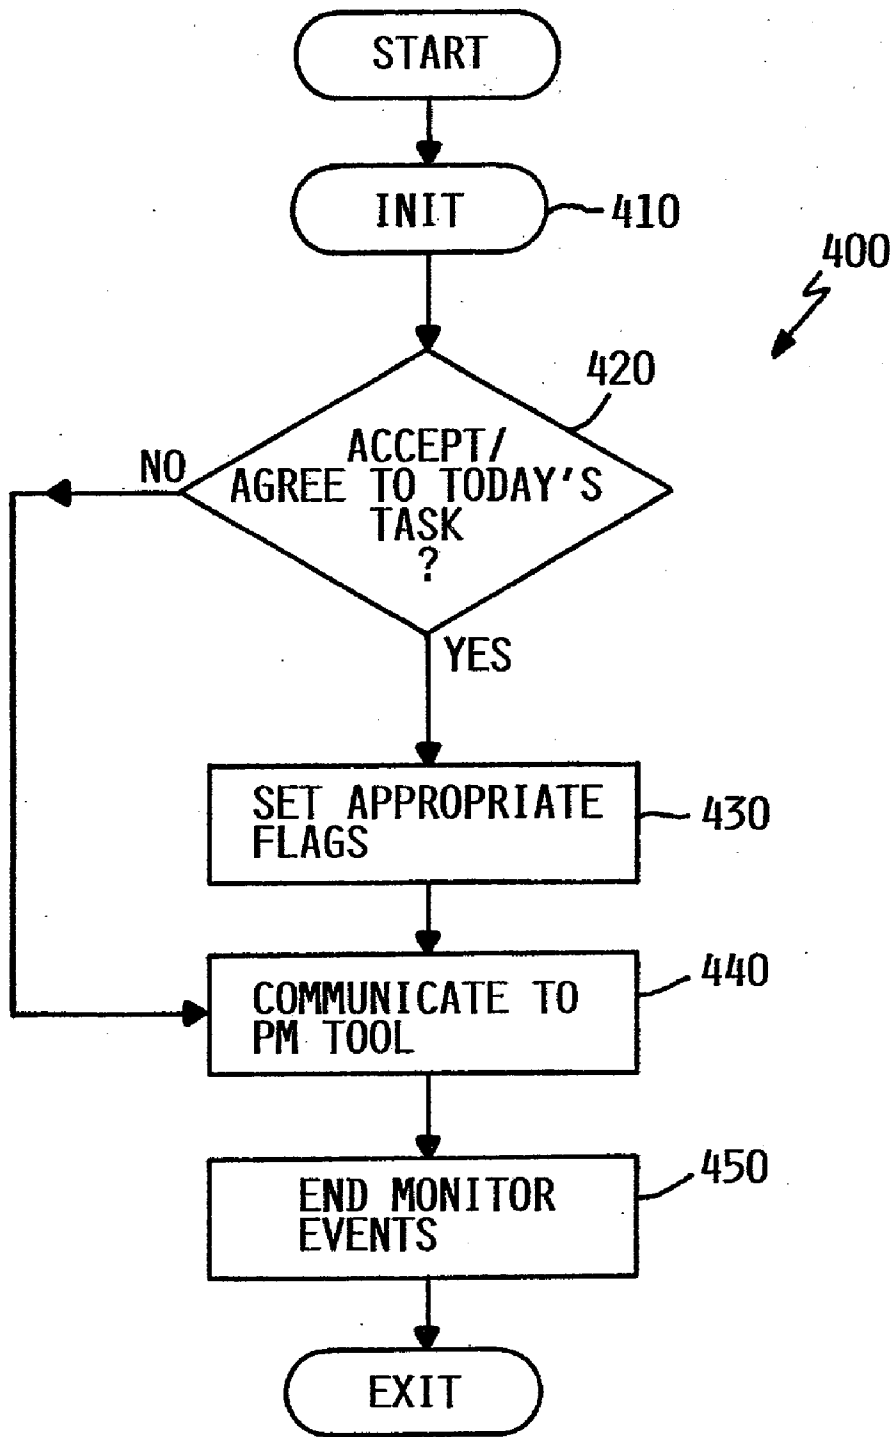 START
INIT
410
400
420
ACCEPT/
AGREE TO TODAY'S
TASK
?
NO
YES
SET APPROPRIATE
FLAGS
430
COMMUNICATE TO
PM TOOL
440
END MONITOR
EVENTS
450
EXIT